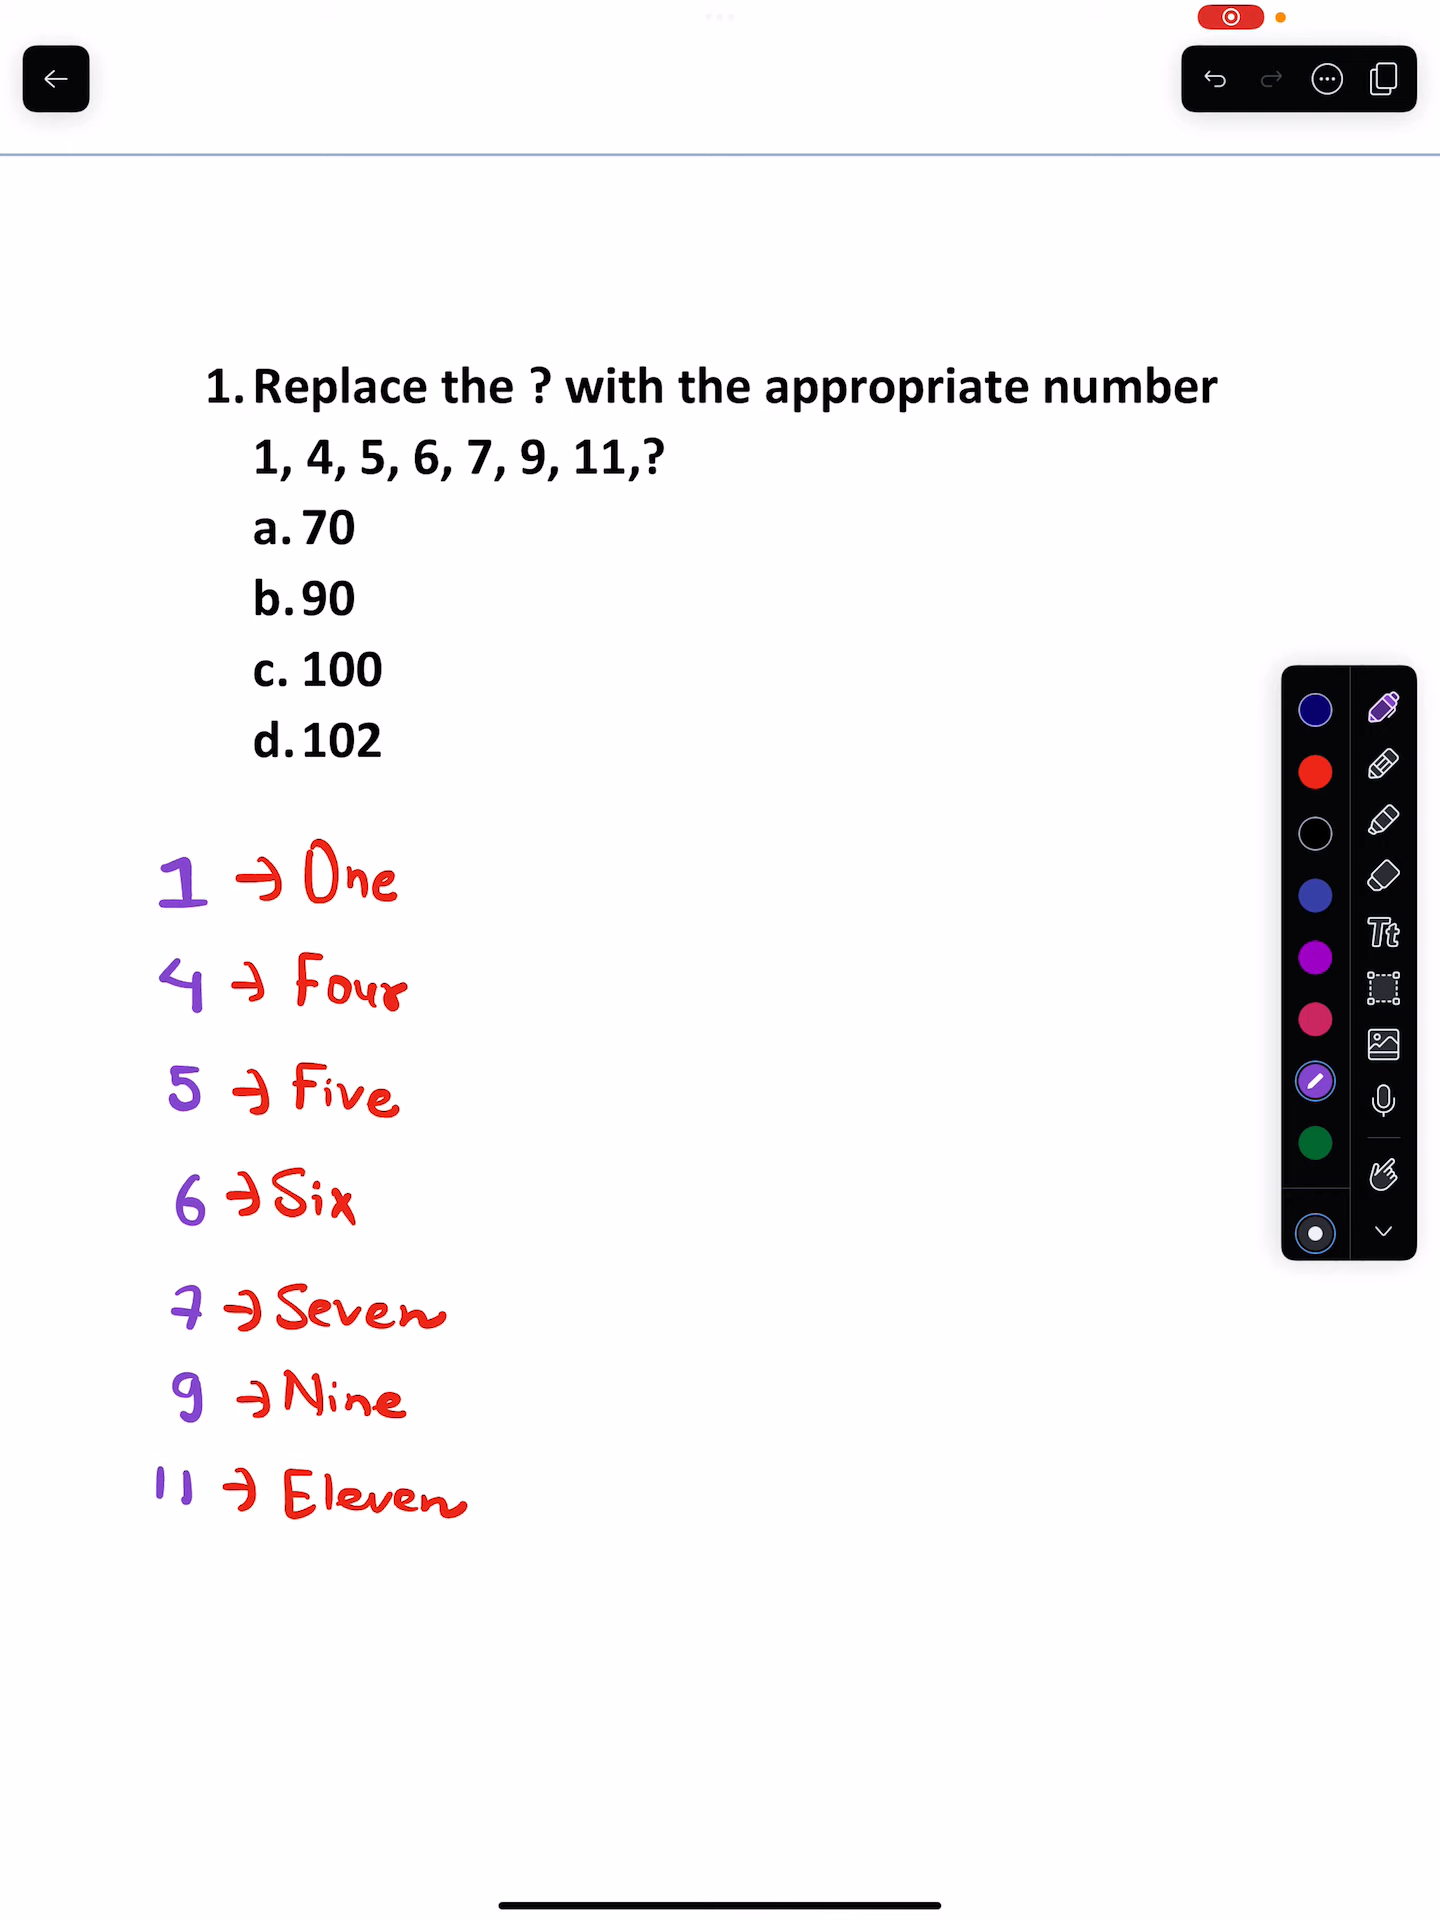 1. Replace the ? with the appropriate number
1, 4, 5, 6, 7, 9, 11,?
a. 70
b. 90
c. 100
d. 102
1 → One
4 → Four
5 → Five
6 → Six
7 → Seven
9 → Nine
11 → Eleven
Tt